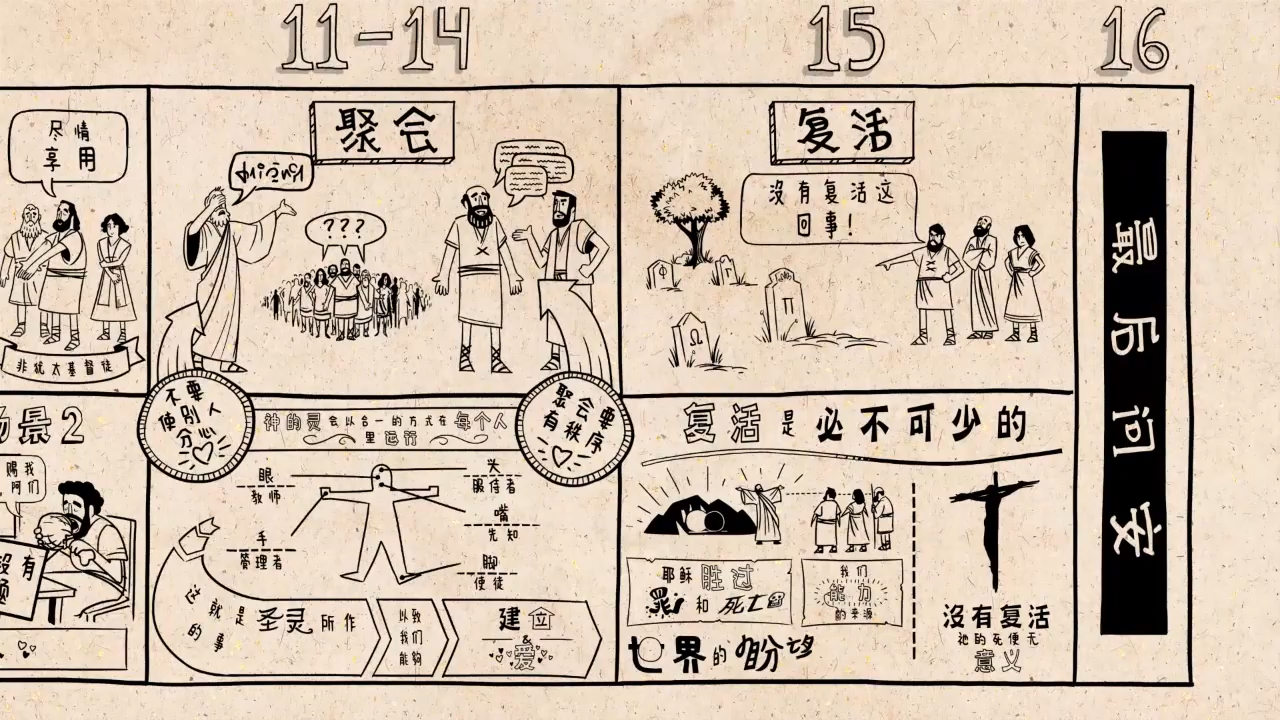 11-14
15
16
尽情
享用
非犹太基督徒
场景2
赐我
阿们
没有
聚会
???
不要
使别人
分心
聚会要
有秩序
神的灵会以合一的方式在每个人
里运行
眼
教师
手
管理者
头
服侍者
嘴
先知
脚
使徒
这就是
的事
圣灵所作
以致
我们
能够
建立
&
爱
复活
没有复活这
回事！
Π
Ω
复活是必不可少的
耶稣胜过
罪和死亡
我们
能力
的来源
世界的盼望
没有复活
祂的死便无
意义
最后问安